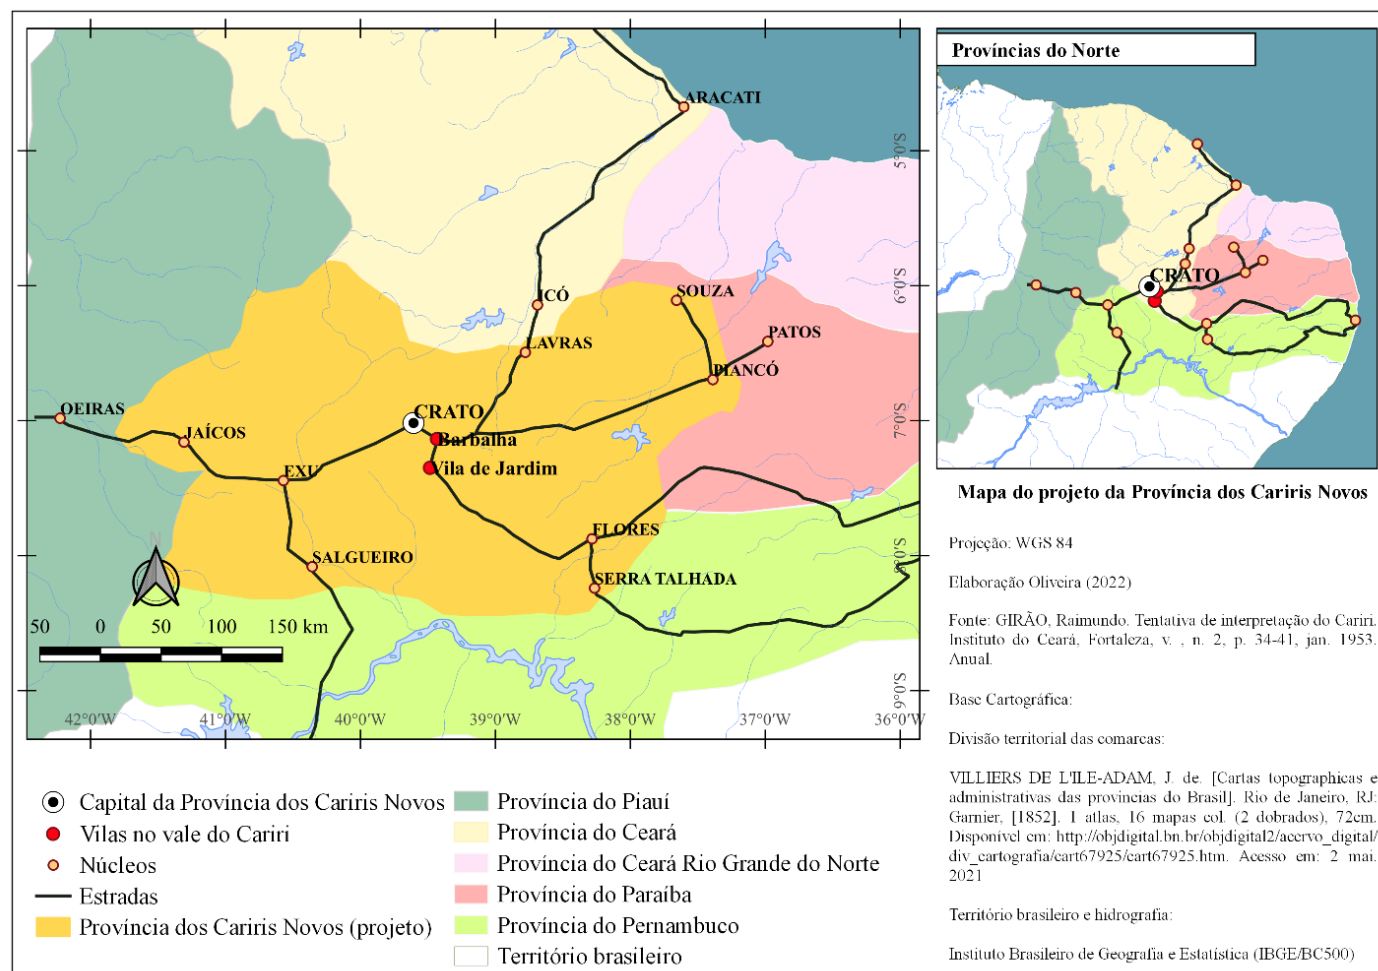 ARACATI
5°0'S
ICÓ
SOUZA
6°0'S
LAVRAS
PATOS
PIANCÓ
OEIRAS
CRATO
7°0'S
JAÍCOS
Barbalha
EXU
Vila de Jardim
FLORES
N
SALGUEIRO
8°0'S
SERRA TALHADA
50 0 50 100 150 km
9°0'S
42°0'W 41°0'W 40°0'W 39°0'W 38°0'W 37°0'W 36°0'W
Capital da Província dos Cariris Novos
Vilas no vale do Cariri
Núcleos
Estradas
Província dos Cariris Novos (projeto)
Província do Piauí
Província do Ceará
Província do Ceará Rio Grande do Norte
Província do Paraíba
Província do Pernambuco
Território brasileiro
Províncias do Norte
CRATO
Mapa do projeto da Província dos Cariris Novos
Projeção: WGS 84
Elaboração Oliveira (2022)
Fonte: GIRÃO, Raimundo. Tentativa de interpretação do Cariri.
Instituto do Ceará, Fortaleza, v. , n. 2, p. 34-41, jan. 1953.
Anual.
Base Cartográfica:
Divisão territorial das comarcas:
VILLIERS DE L'ILE-ADAM, J. de. [Cartas topographicas e
administrativas das provincias do Brasil]. Rio de Janeiro, RJ:
Garnier, [1852]. 1 atlas, 16 mapas col. (2 dobrados), 72cm.
Disponível em: http://objdigital.bn.br/objdigital2/acervo_digital/
div_cartografia/cart67925/cart67925.htm. Acesso em: 2 mai.
2021
Território brasileiro e hidrografia:
Instituto Brasileiro de Geografia e Estatística (IBGE/BC500)